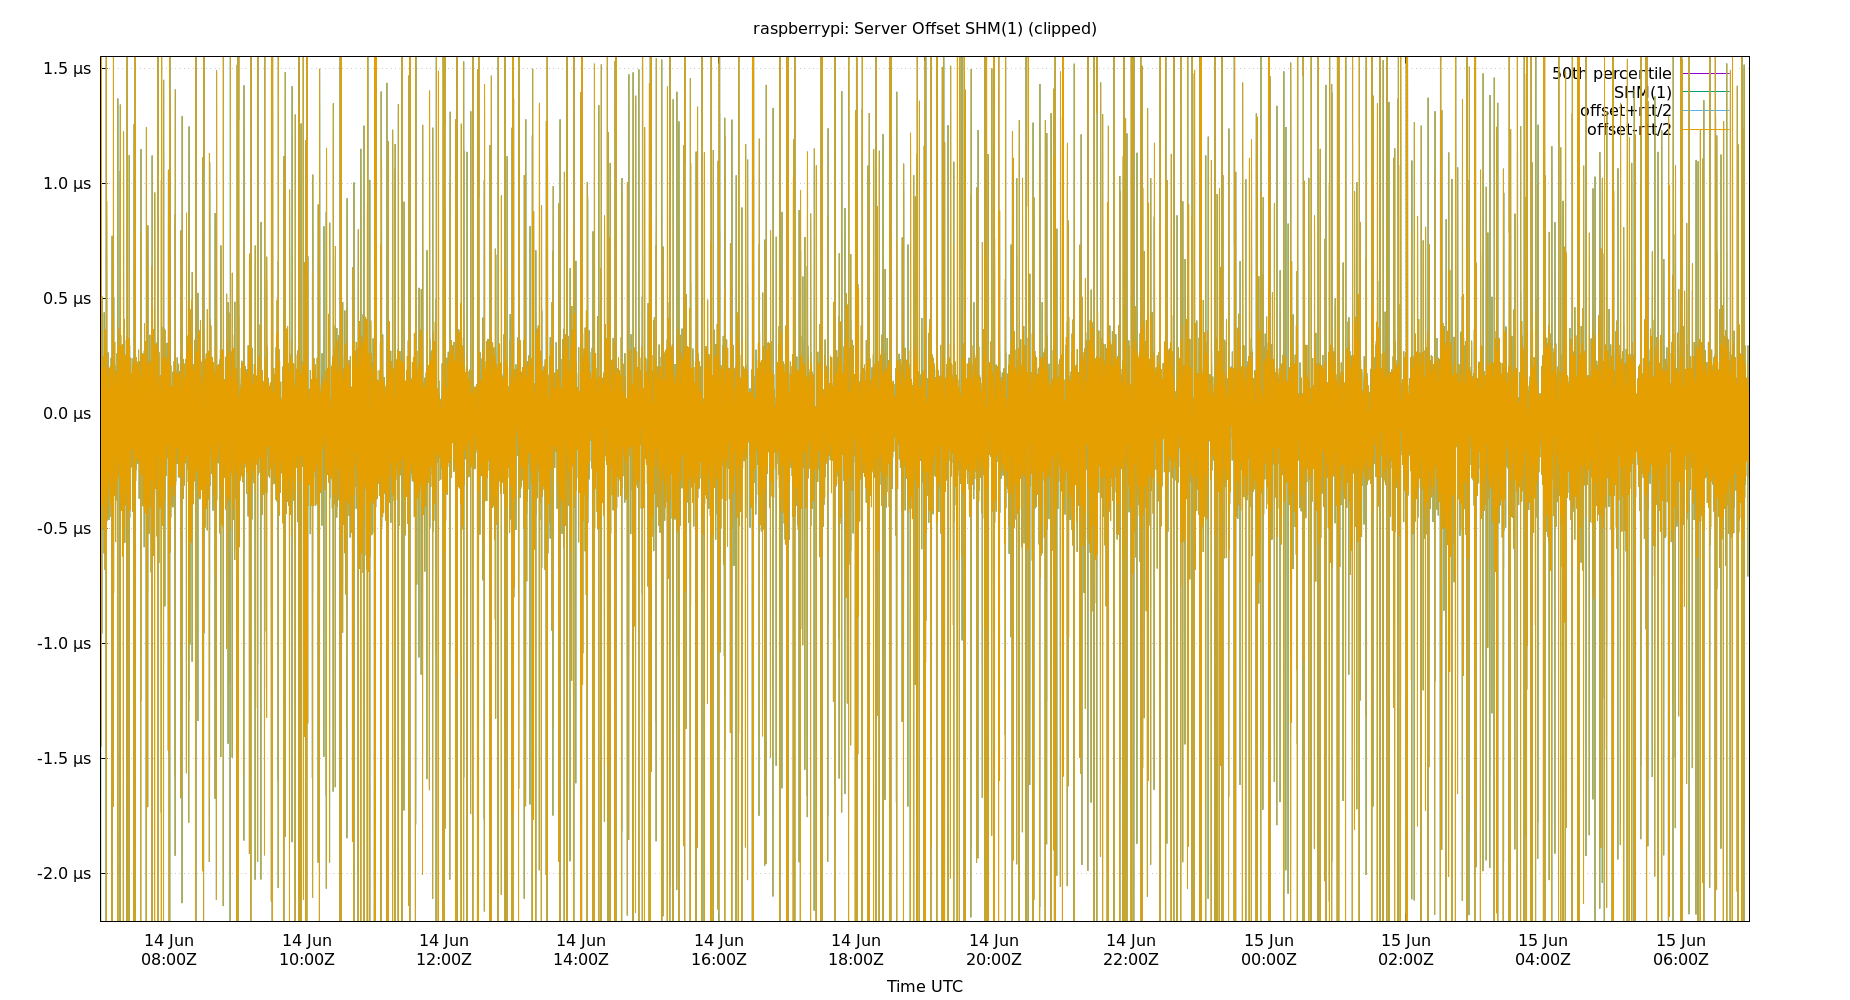 raspberrypi: Server Offset SHM(1) (clipped)
1.5 µs
1.0 µs
0.5 µs
0.0 µs
-0.5 µs
-1.0 µs
-1.5 µs
-2.0 µs
50th percentile
SHM(1)
offset+rtt/2
offset-rtt/2
14 Jun 14 Jun 14 Jun 14 Jun 14 Jun 14 Jun 14 Jun 14 Jun 15 Jun 15 Jun 15 Jun 15 Jun
08:00Z 10:00Z 12:00Z 14:00Z 16:00Z 18:00Z 20:00Z 22:00Z 00:00Z 02:00Z 04:00Z 06:00Z
Time UTC